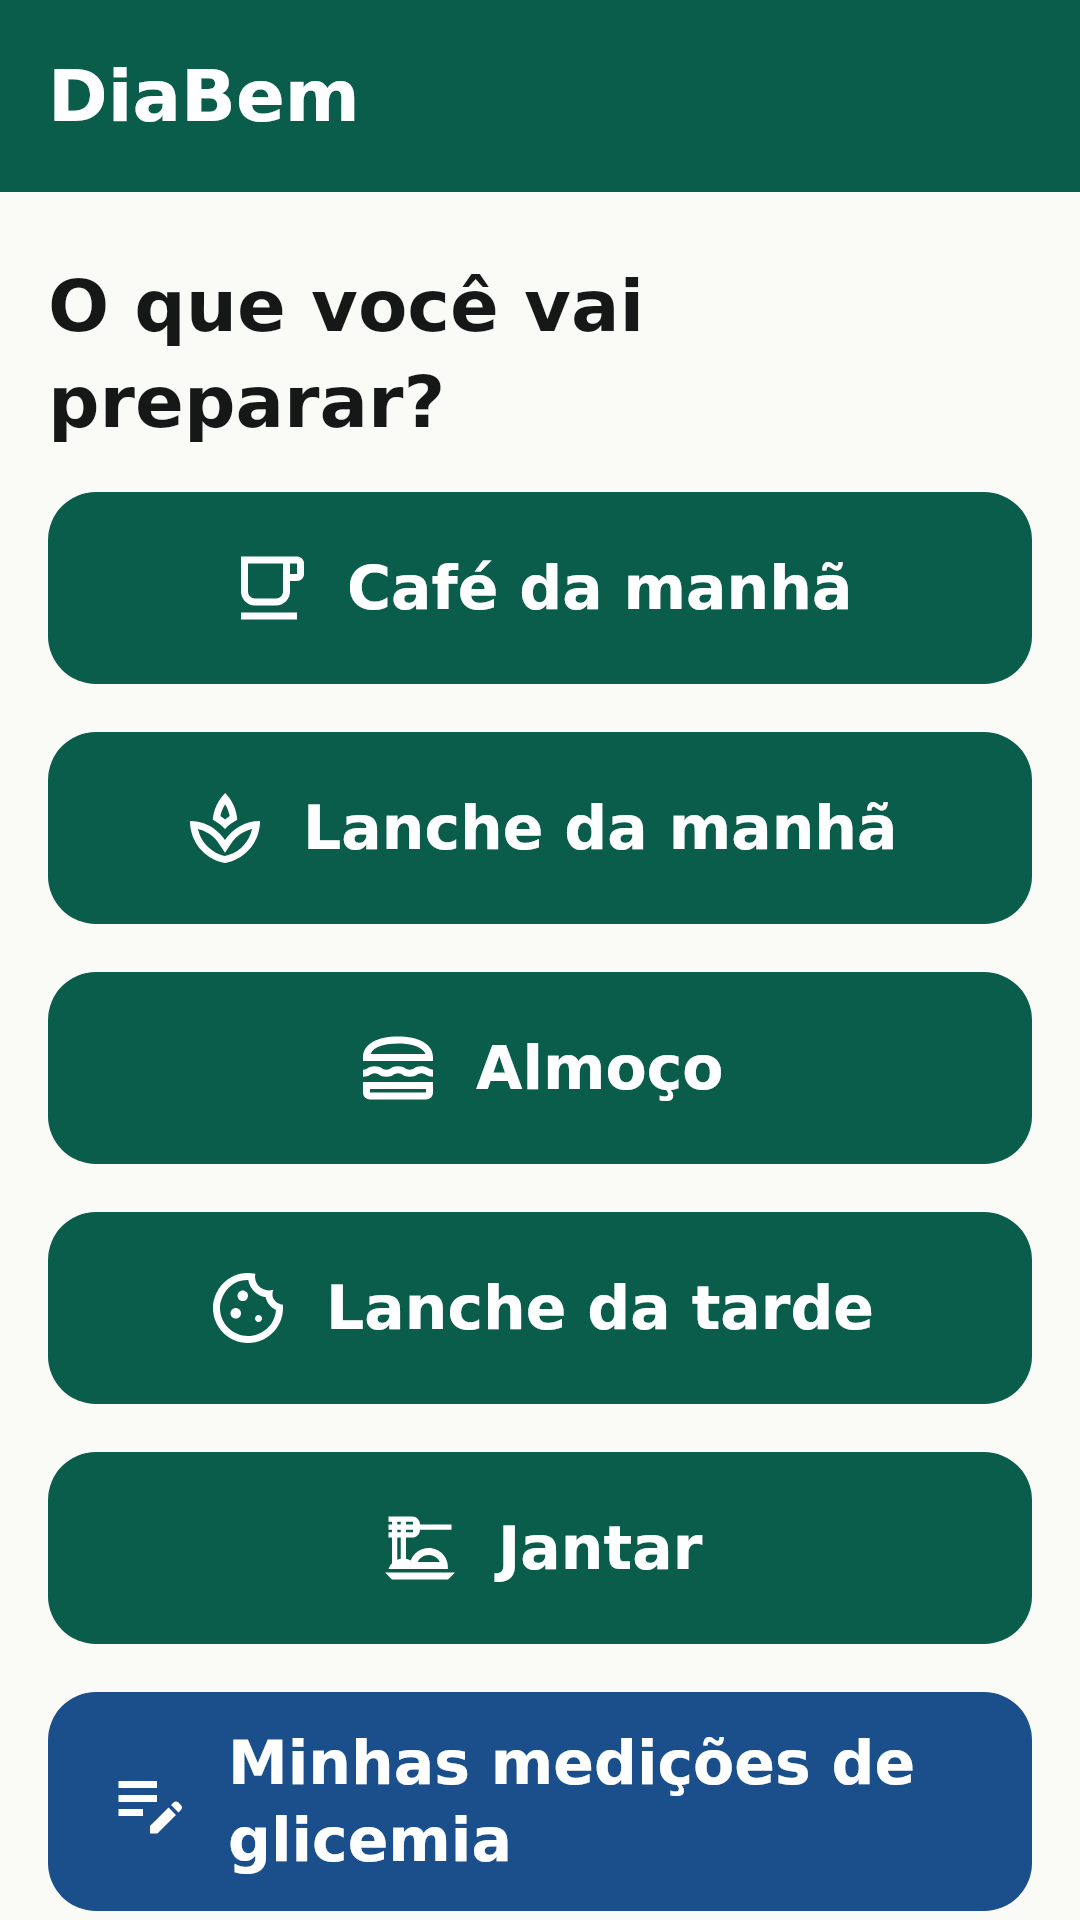 DiaBem
O que você vai
preparar?
Café da manhã
Lanche da manhã
Almoço
Lanche da tarde
Jantar
Minhas medições de
glicemia